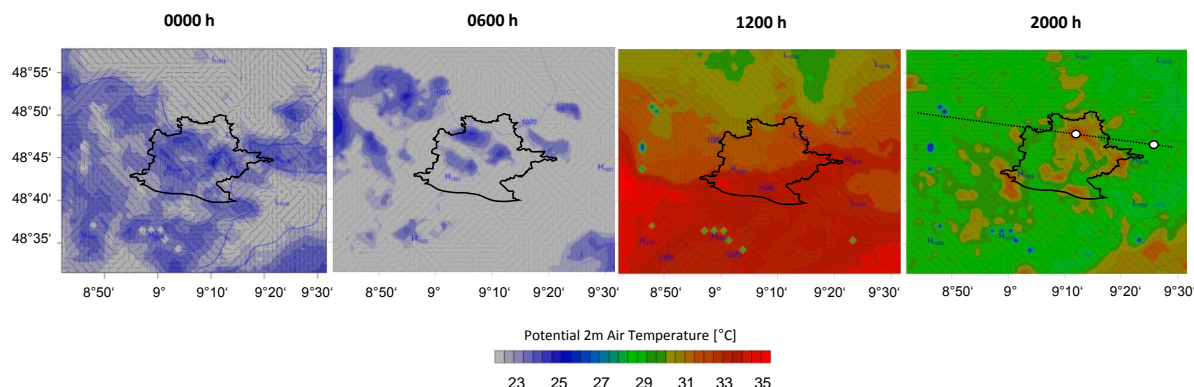 0000 h 0600 h 1200 h 2000 h
48°55‘
48°50‘
48°45‘
48°40‘
48°35‘
8°50‘ 9° 9°10‘ 9°20‘ 9°30‘ 8°50‘ 9° 9°10‘ 9°20‘ 9°30‘ 8°50‘ 9° 9°10‘ 9°20‘ 9°30‘ 8°50‘ 9° 9°10‘ 9°20‘ 9°30‘
Potential 2m Air Temperature [°C]
23 25 27 29 31 33 35